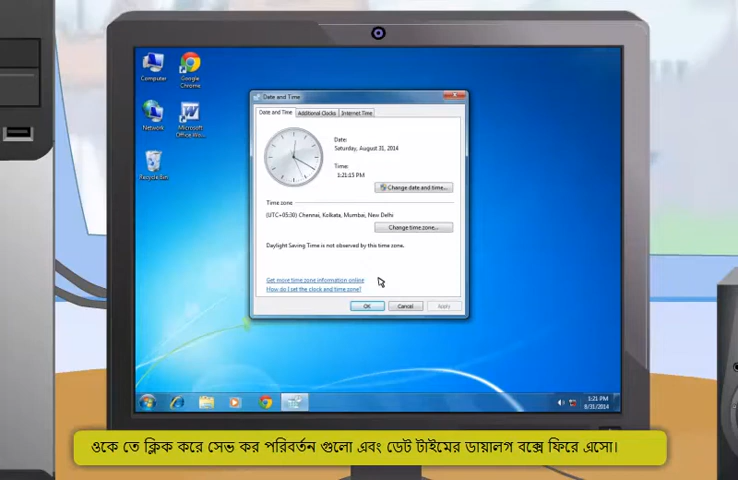 Computer
Google
Chrome
Network
Microsoft
Office Wo...
Recycle Bin
Date and Time
Date and Time
Additional Clocks
Internet Time
Date:
Saturday, August 31, 2014
Time:
1:21:15 PM
Change date and time...
Time zone
(UTC+05:30) Chennai, Kolkata, Mumbai, New Delhi
Change time zone...
Daylight Saving Time is not observed by this time zone.
Get more time zone information online
How do I set the clock and time zone?
OK
Cancel
Apply
1:21 PM
8/31/2014
ওকে তে ক্লিক করে সেভ কর পরিবর্তন গুলো এবং ডেট টাইমের ডায়ালগ বক্সে ফিরে এসো।